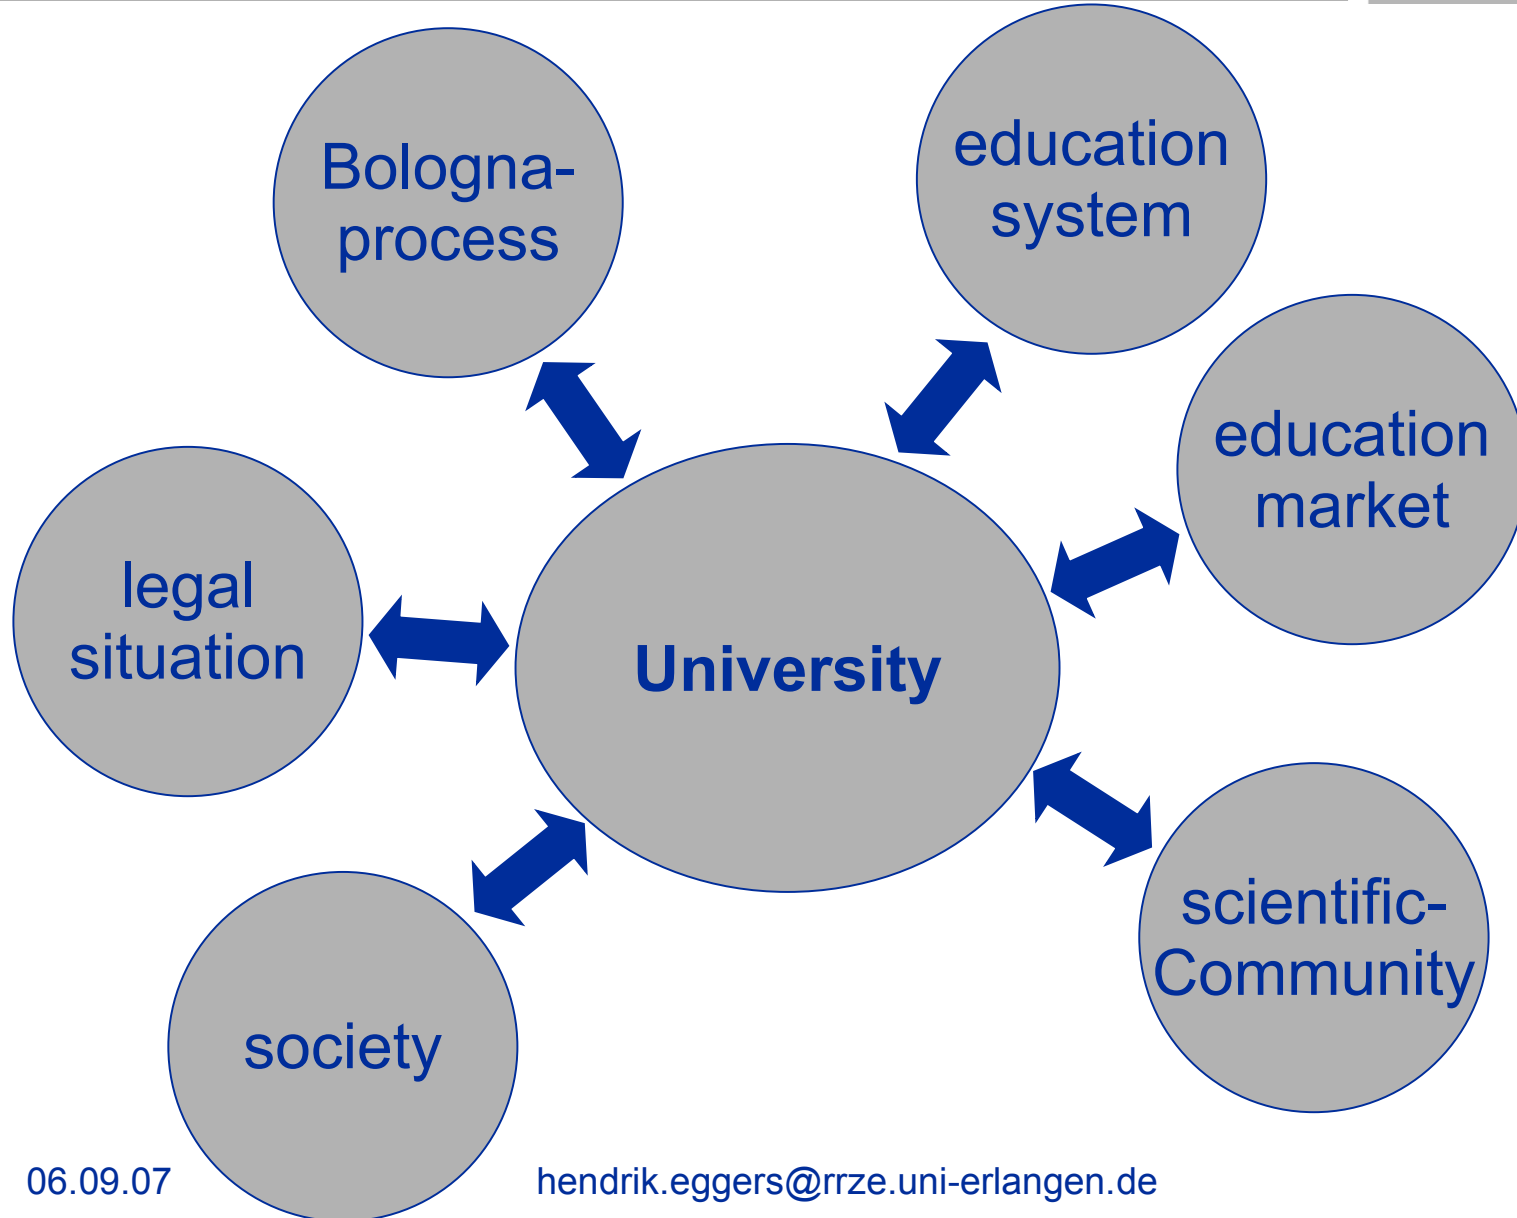 Bologna-
process
education
system
education
market
legal
situation
University
scientific-
Community
society
06.09.07
hendrik.eggers@rrze.uni-erlangen.de